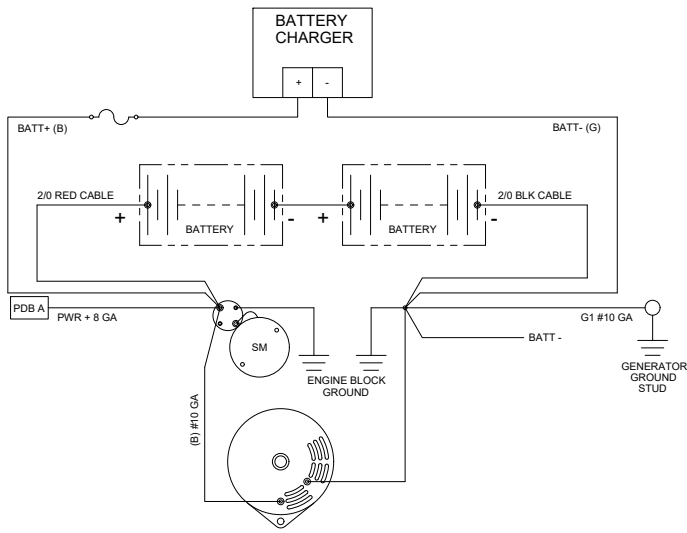 BATTERY
CHARGER
+ -
BATT+ (B)
BATT- (G)
2/0 RED CABLE
2/0 BLK CABLE
+ BATTERY - + BATTERY -
PDB A
PWR + 8 GA
G1 #10 GA
SM
BATT -
ENGINE BLOCK
GROUND
GENERATOR
GROUND
STUD
(B) #10 GA